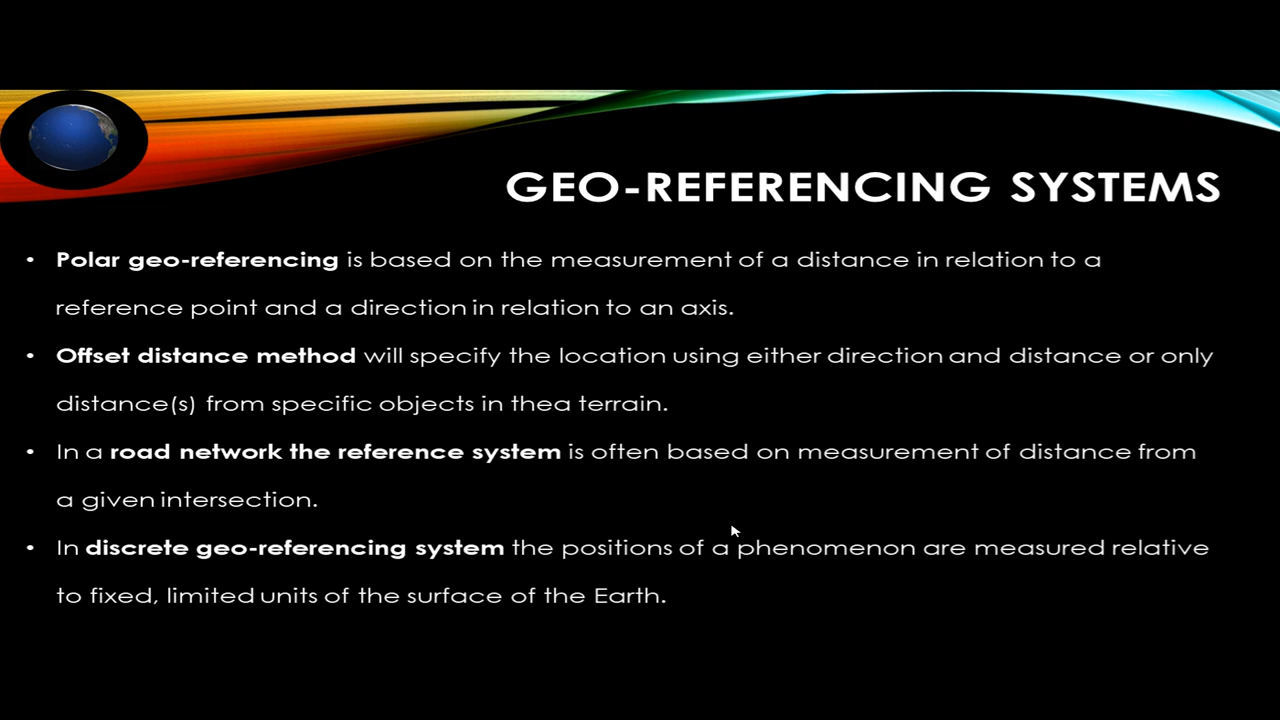 GEO-REFERENCING SYSTEMS
• Polar geo-referencing is based on the measurement of a distance in relation to a
reference point and a direction in relation to an axis.
• Offset distance method will specify the location using either direction and distance or only
distance(s) from specific objects in thea terrain.
• In a road network the reference system is often based on measurement of distance from
a given intersection.
• In discrete geo-referencing system the positions of a phenomenon are measured relative
to fixed, limited units of the surface of the Earth.